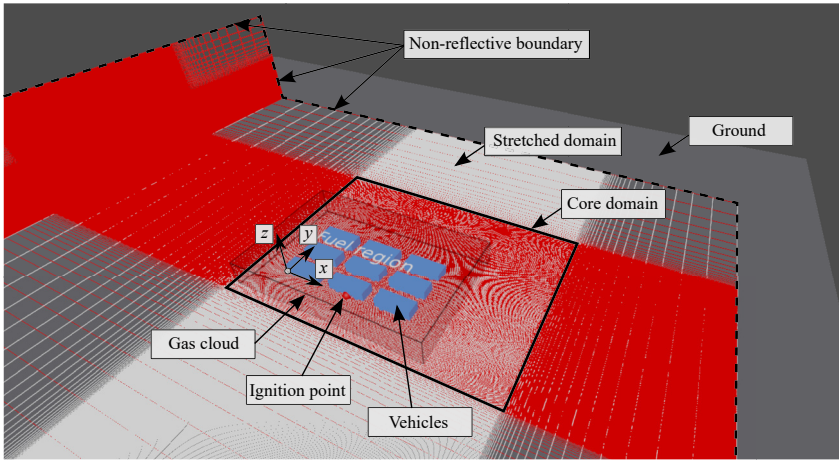 Non-reflective boundary
Ground
Stretched domain
Core domain
z
y
Fuel region
x
Gas cloud
Ignition point
Vehicles